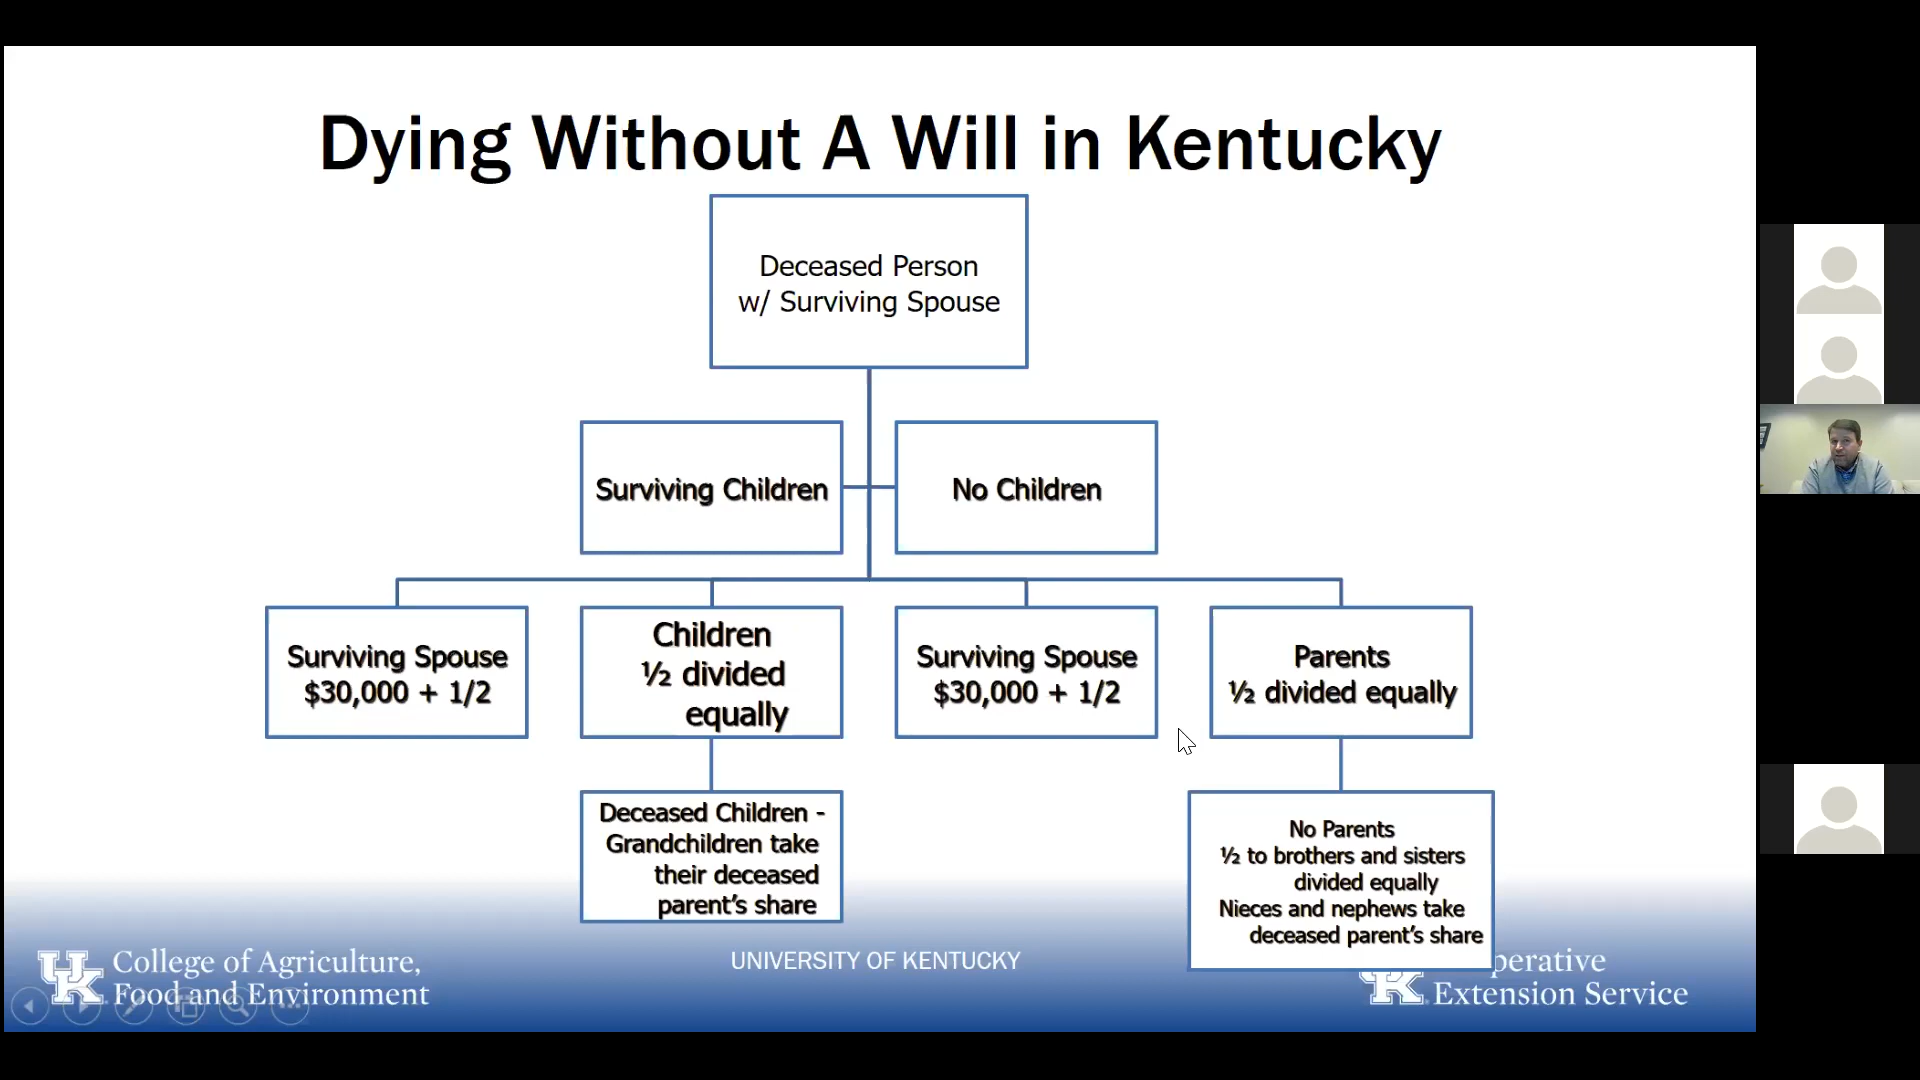 Dying Without A Will in Kentucky
Deceased Person
w/ Surviving Spouse
Surviving Children
No Children
Surviving Spouse
$30,000 + 1/2
Children
½ divided
equally
Surviving Spouse
$30,000 + 1/2
Parents
½ divided equally
Deceased Children -
Grandchildren take
their deceased
parent's share
No Parents
½ to brothers and sisters
divided equally
Nieces and nephews take
deceased parent's share
UK
College of Agriculture,
Food and Environment
UNIVERSITY OF KENTUCKY
UK
perative
Extension Service